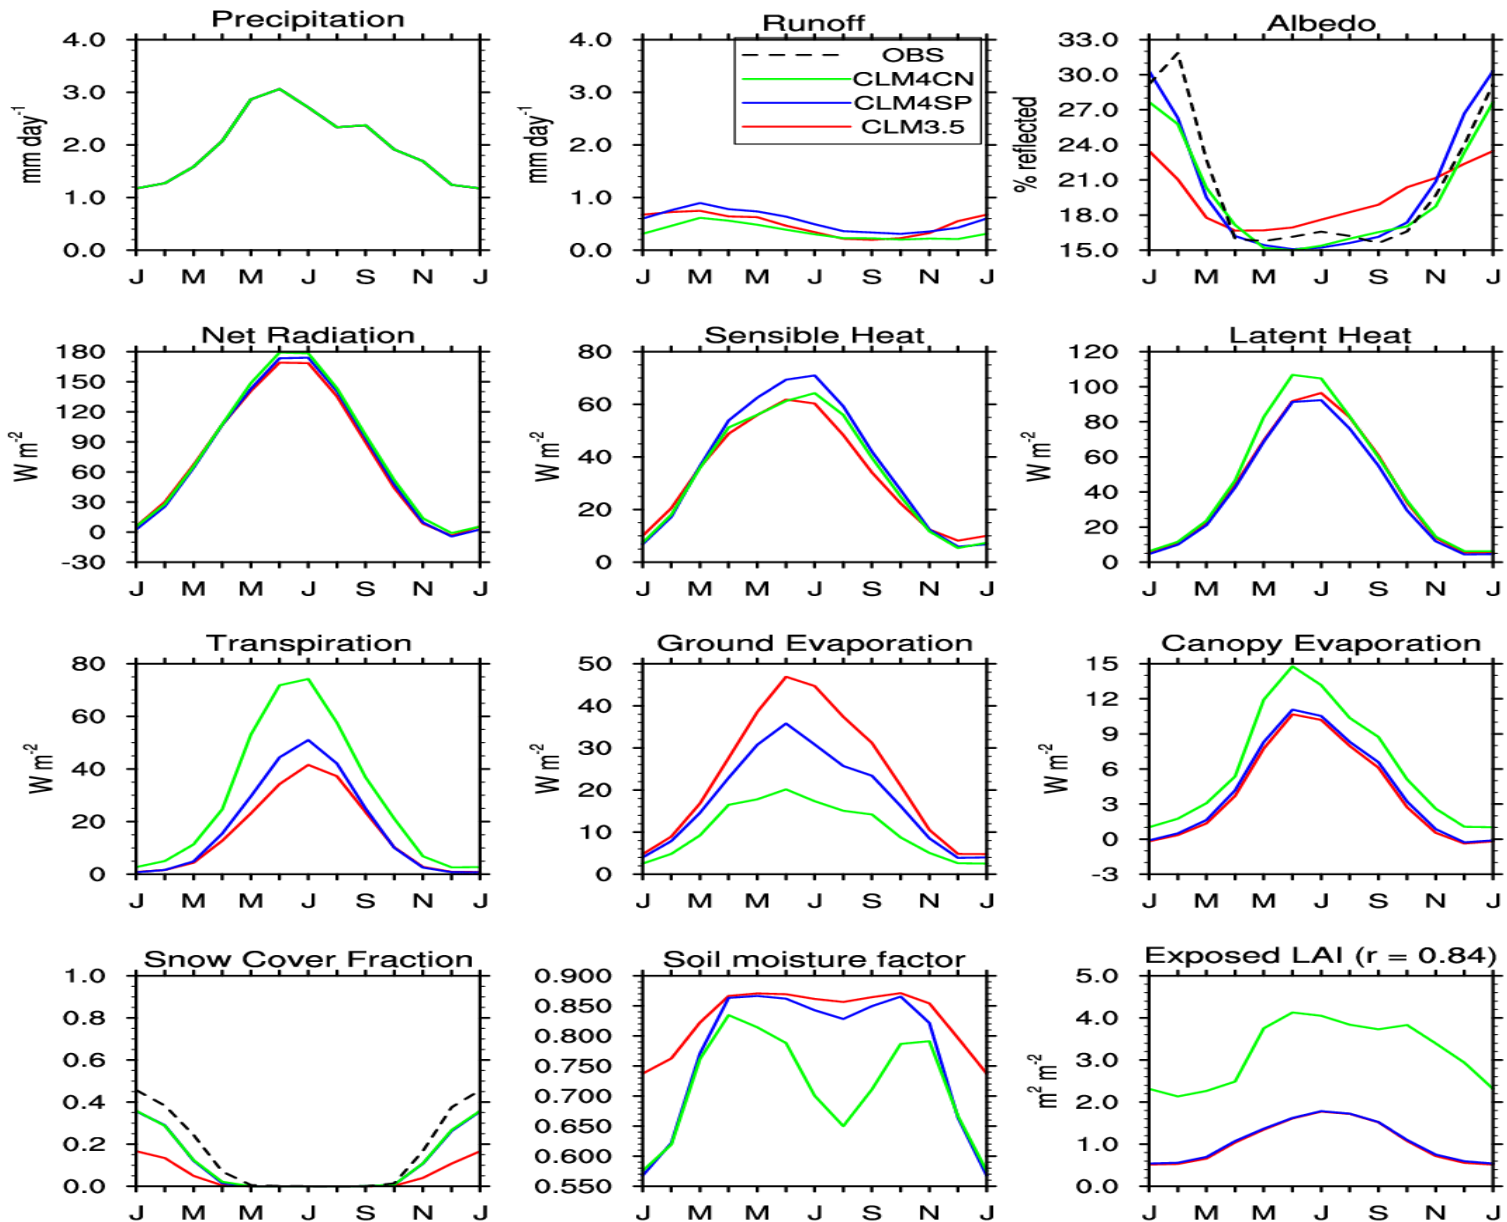 Precipitation
4.0
3.0
2.0
1.0
0.0
mm day-1
J M M J S N J
Runoff
4.0
3.0
2.0
1.0
0.0
mm day-1
J M M J S N J
OBS
CLM4CN
CLM4SP
CLM3.5
Albedo
33.0
30.0
27.0
24.0
21.0
18.0
15.0
% reflected
J M M J S N J
Net Radiation
180
150
120
90
60
30
0
-30
W m-2
J M M J S N J
Sensible Heat
80
60
40
20
0
W m-2
J M M J S N J
Latent Heat
120
100
80
60
40
20
0
W m-2
J M M J S N J
Transpiration
80
60
40
20
0
W m-2
J M M J S N J
Ground Evaporation
50
40
30
20
10
0
W m-2
J M M J S N J
Canopy Evaporation
15
12
9
6
3
0
-3
W m-2
J M M J S N J
Snow Cover Fraction
1.0
0.8
0.6
0.4
0.2
0.0
J M M J S N J
Soil moisture factor
0.900
0.850
0.800
0.750
0.700
0.650
0.600
0.550
J M M J S N J
Exposed LAI (r = 0.84)
5.0
4.0
3.0
2.0
1.0
0.0
m2 m-2
J M M J S N J